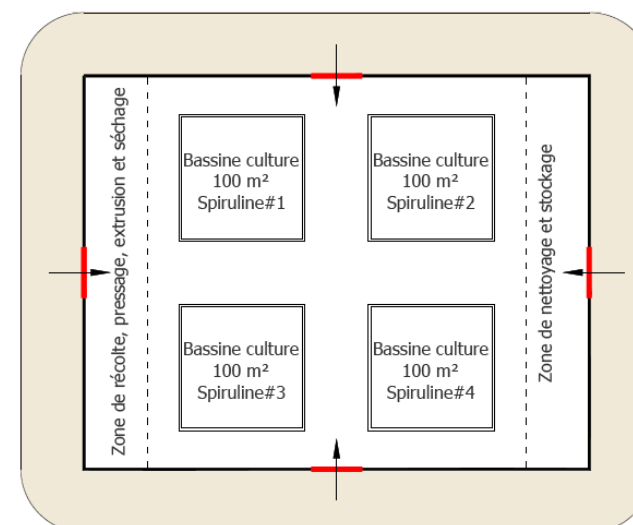 Zone de récolte, pressage, extrusion et séchage
Bassine culture
100 m²
Spiruline#1
Bassine culture
100 m²
Spiruline#2
Bassine culture
100 m²
Spiruline#3
Bassine culture
100 m²
Spiruline#4
Zone de nettoyage et stockage